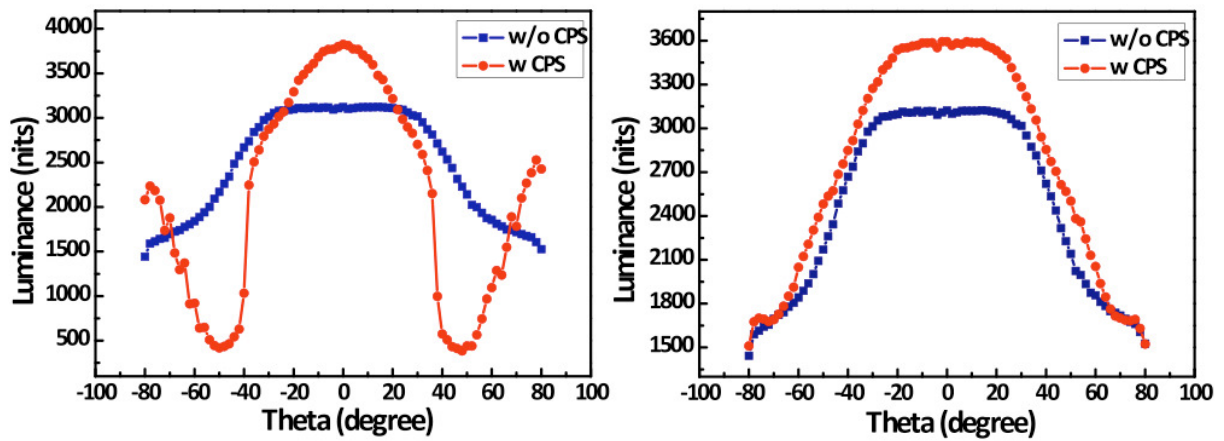 4000
3500
3000
2500
2000
1500
1000
500
Luminance (nits)
w/o CPS
w CPS
-100 -80 -60 -40 -20 0 20 40 60 80 100
Theta (degree)
3600
3300
3000
2700
2400
2100
1800
1500
Luminance (nits)
w/o CPS
w CPS
-100 -80 -60 -40 -20 0 20 40 60 80 100
Theta (degree)